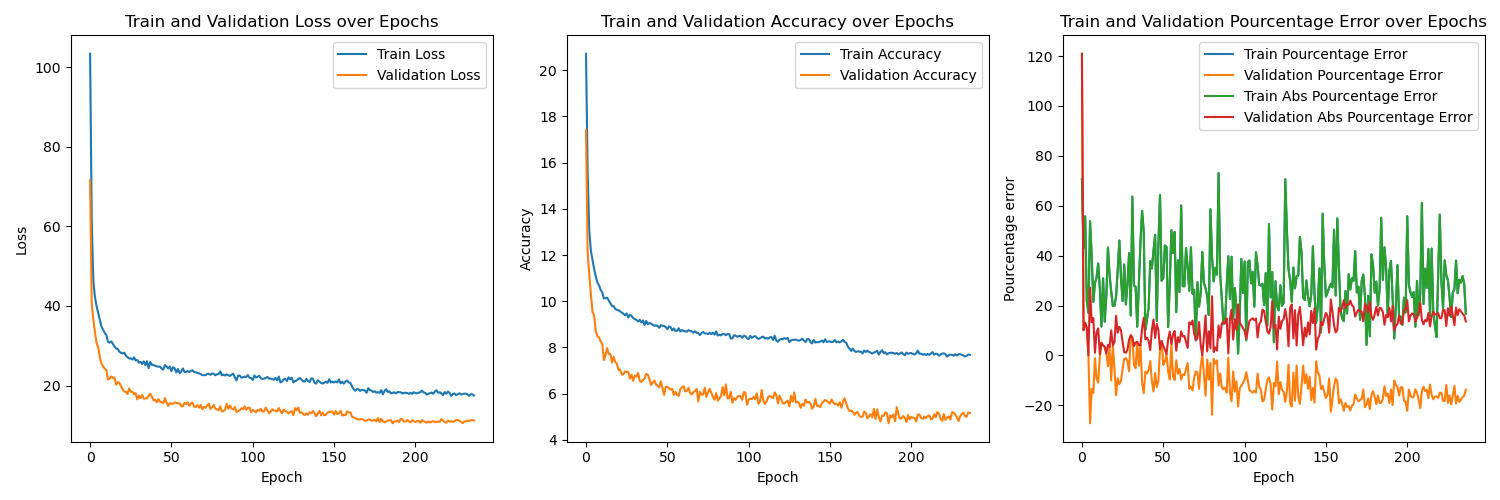 Train and Validation Loss over Epochs
Loss
100
80
60
40
20
0
50
100
150
200
Epoch
Train Loss
Validation Loss
Train and Validation Accuracy over Epochs
Accuracy
20
18
16
14
12
10
8
6
4
0
50
100
150
200
Epoch
Train Accuracy
Validation Accuracy
Train and Validation Pourcentage Error over Epochs
Pourcentage error
120
100
80
60
40
20
0
−20
0
50
100
150
200
Epoch
Train Pourcentage Error
Validation Pourcentage Error
Train Abs Pourcentage Error
Validation Abs Pourcentage Error